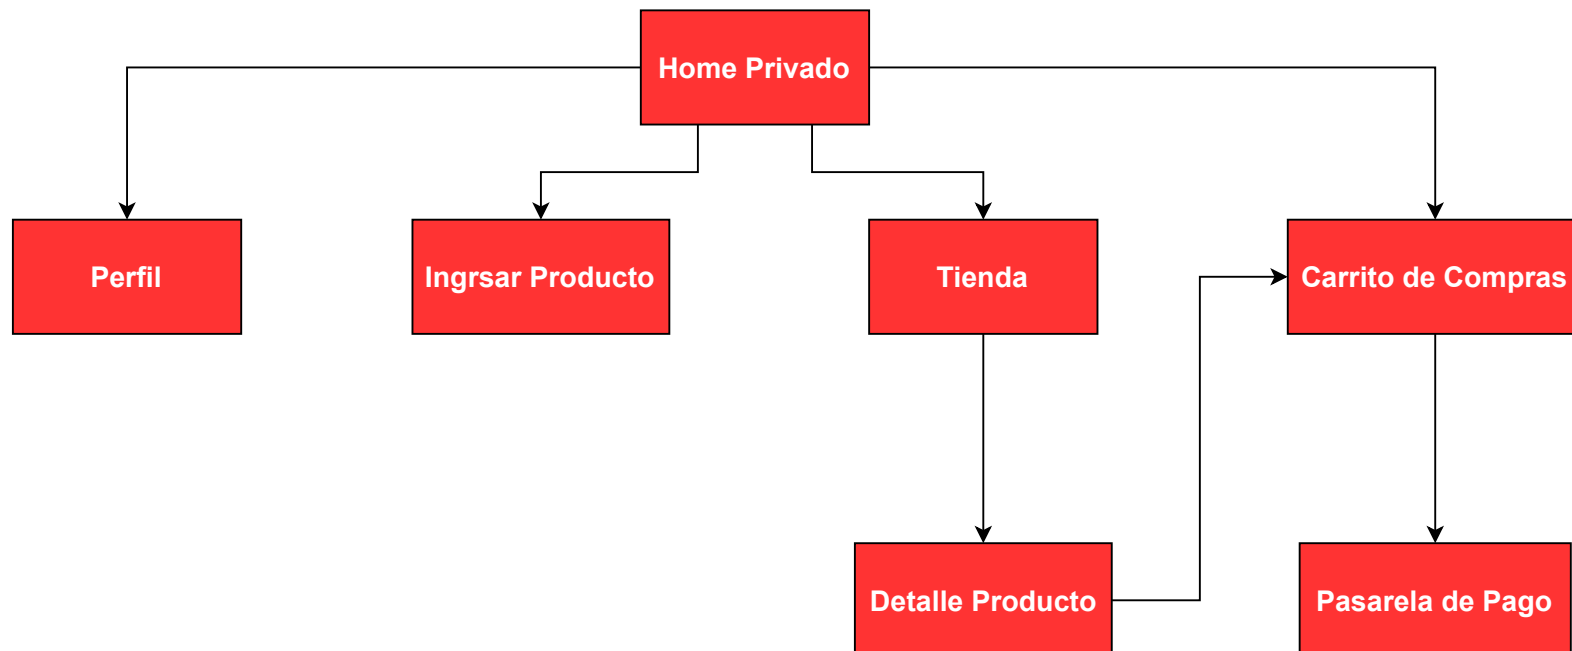 Home Privado
Perfil
Ingrsar Producto
Tienda
Carrito de Compras
Detalle Producto
Pasarela de Pago